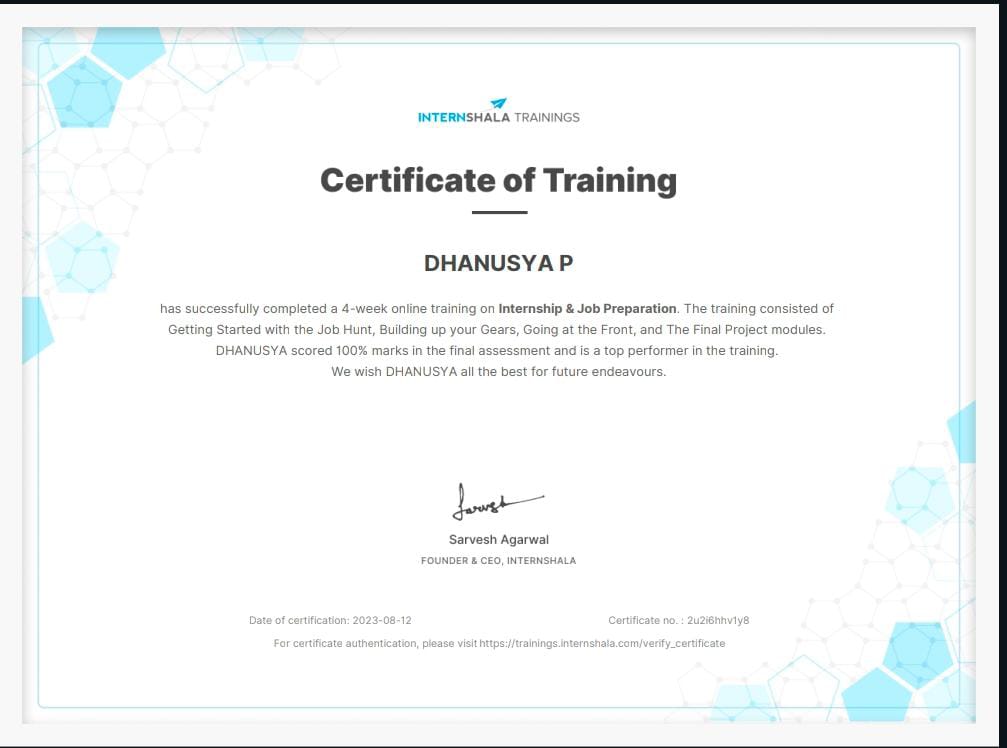 INTERNSHALA TRAININGS
Certificate of Training
DHANUSYA P
has successfully completed a 4-week online training on Internship & Job Preparation. The training consisted of
Getting Started with the Job Hunt, Building up your Gears, Going at the Front, and The Final Project modules.
DHANUSYA scored 100% marks in the final assessment and is a top performer in the training.
We wish DHANUSYA all the best for future endeavours.
Sarvesh
Sarvesh Agarwal
FOUNDER & CEO, INTERNSHALA
Date of certification: 2023-08-12
Certificate no. : 2u2i6hhv1y8
For certificate authentication, please visit https://trainings.internshala.com/verify_certificate